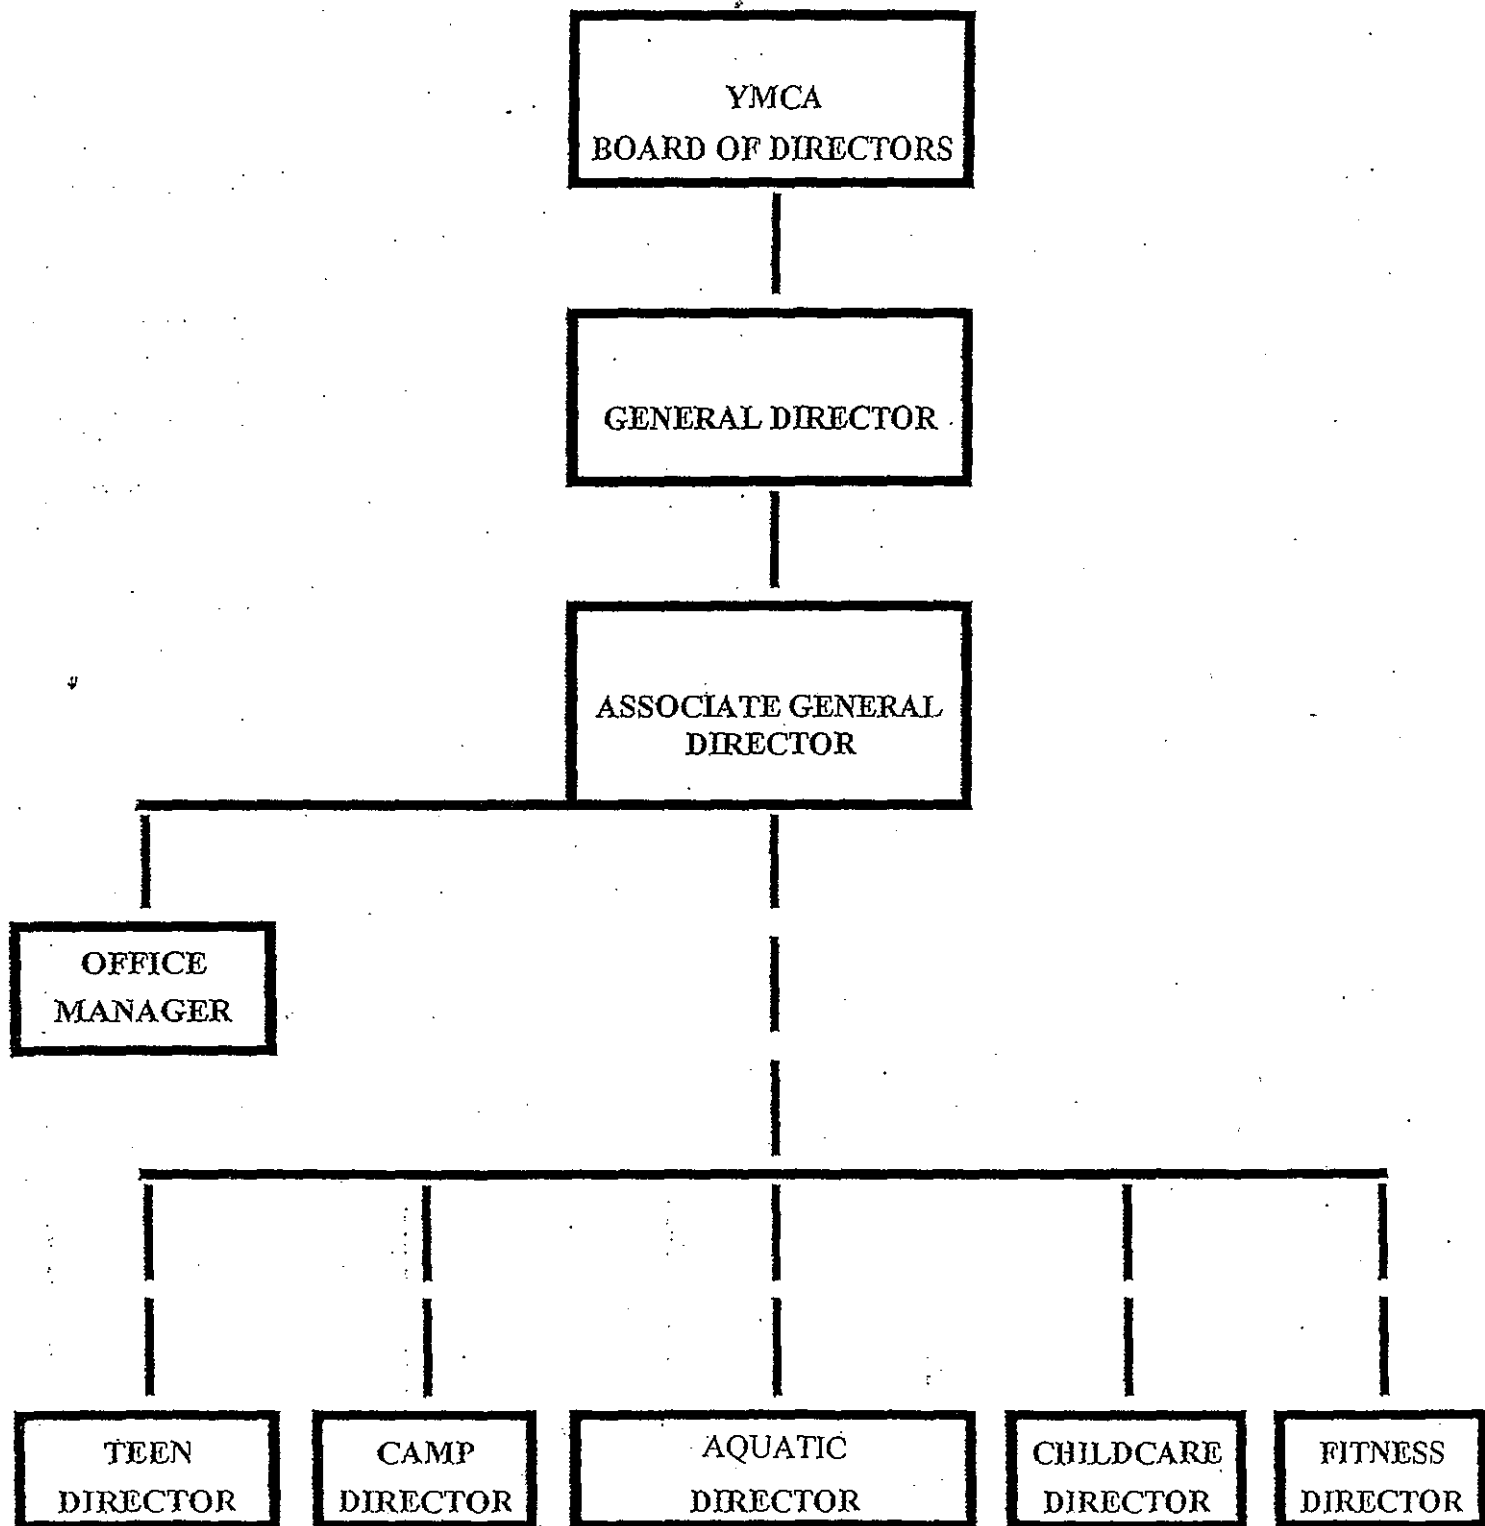 YMCA
BOARD OF DIRECTORS
GENERAL DIRECTOR
ASSOCIATE GENERAL
DIRECTOR
OFFICE
MANAGER
TEEN
DIRECTOR
CAMP
DIRECTOR
AQUATIC
DIRECTOR
CHILDCARE
DIRECTOR
FITNESS
DIRECTOR